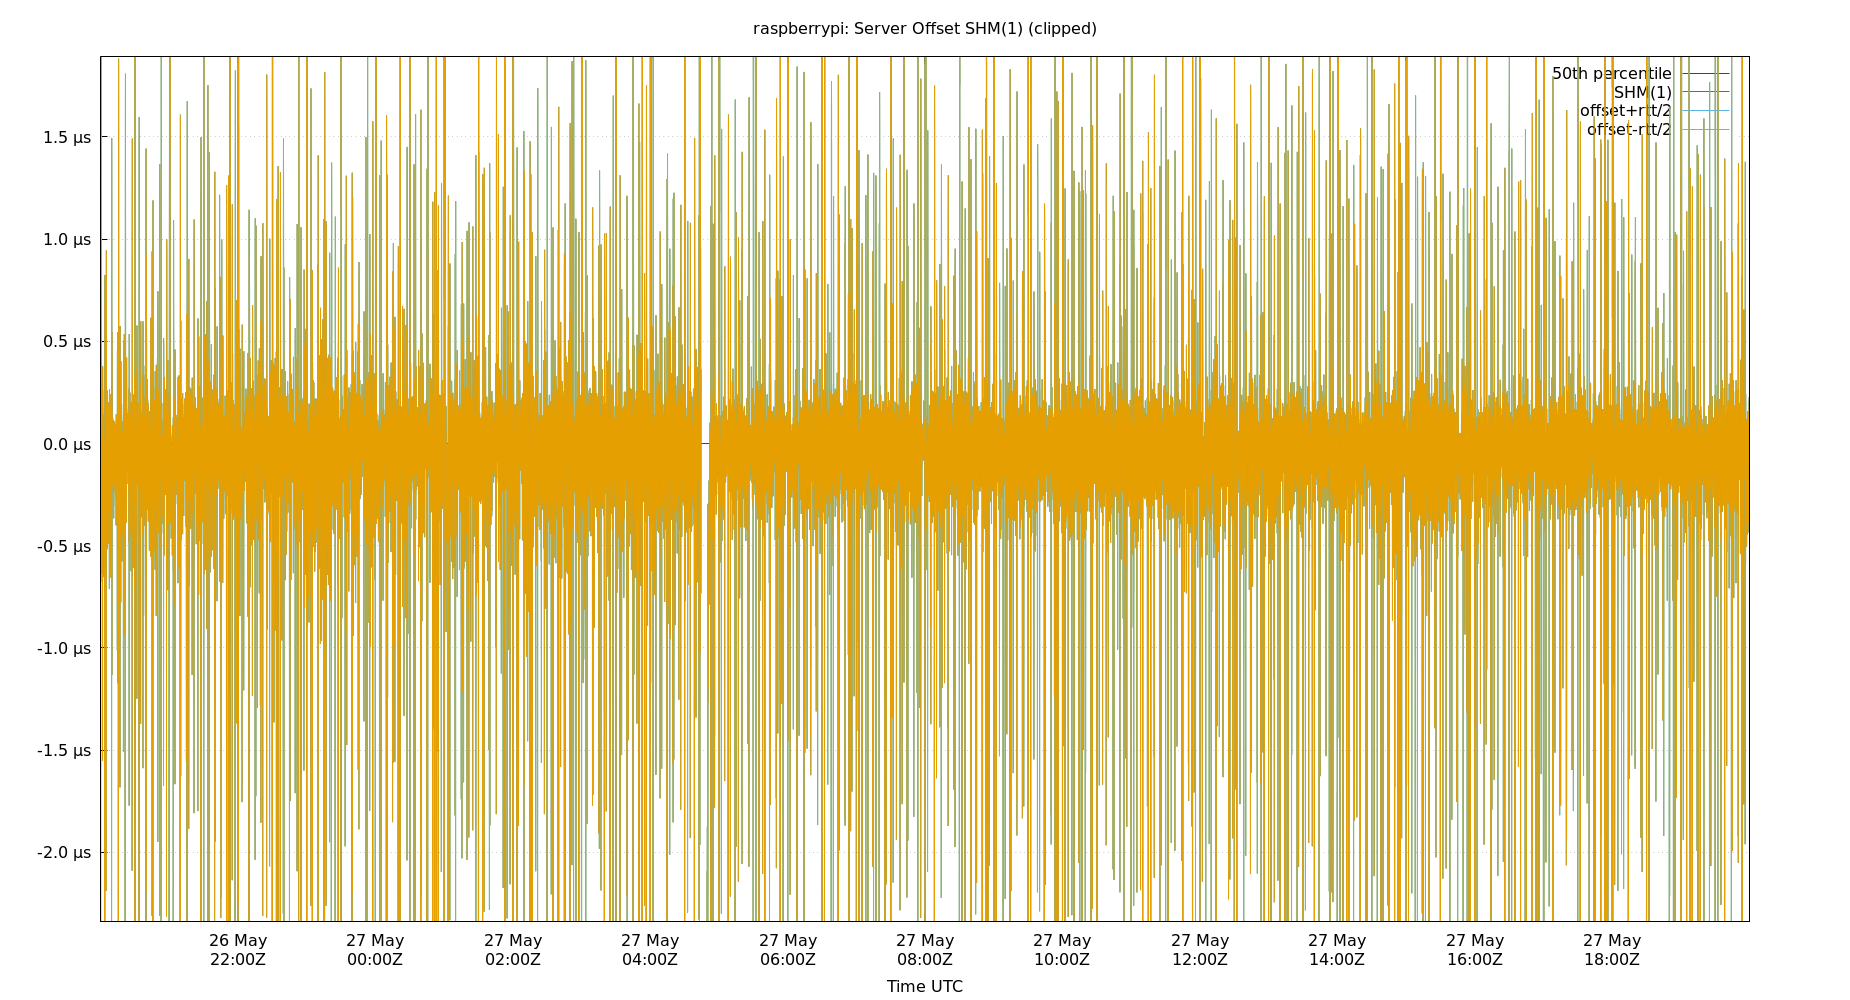 raspberrypi: Server Offset SHM(1) (clipped)
50th percentile
SHM(1)
offset+rtt/2
offset-rtt/2
1.5 µs
1.0 µs
0.5 µs
0.0 µs
-0.5 µs
-1.0 µs
-1.5 µs
-2.0 µs
26 May 27 May 27 May 27 May 27 May 27 May 27 May 27 May 27 May 27 May 27 May
22:00Z 00:00Z 02:00Z 04:00Z 06:00Z 08:00Z 10:00Z 12:00Z 14:00Z 16:00Z 18:00Z
Time UTC